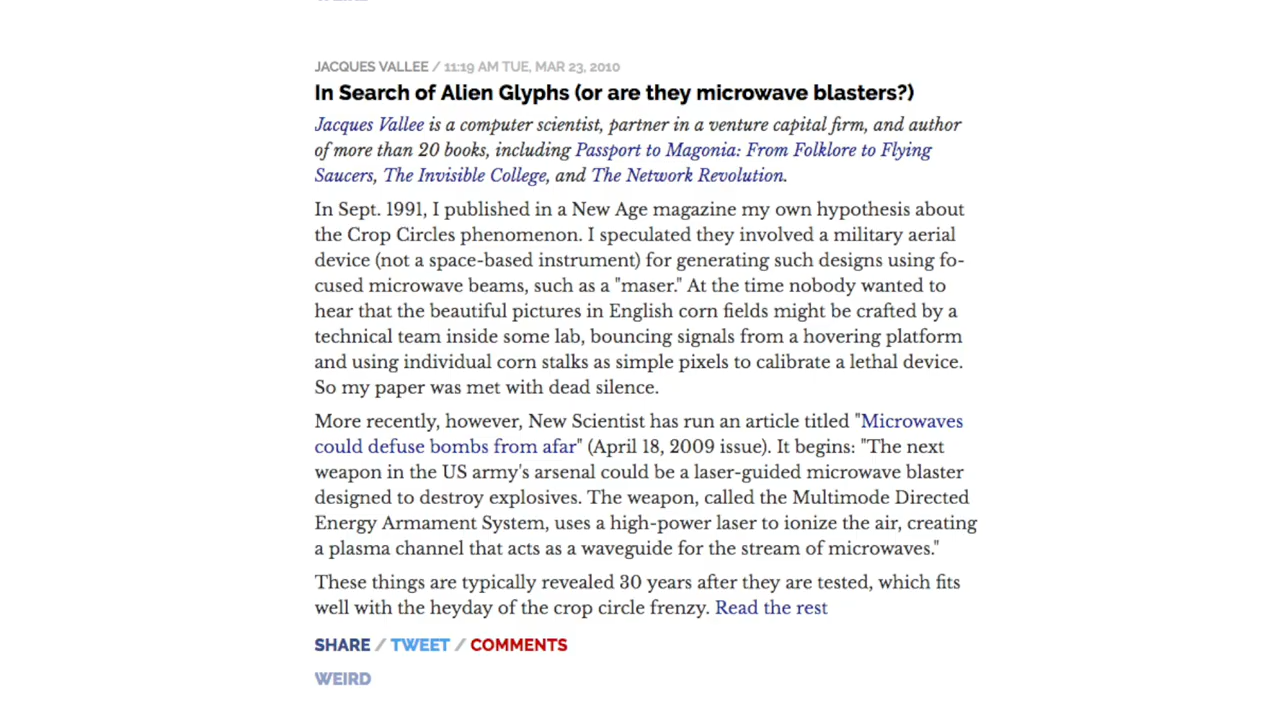 JACQUES VALLEE / 11:19 AM TUE, MAR 23, 2010
In Search of Alien Glyphs (or are they microwave blasters?)
Jacques Vallee is a computer scientist, partner in a venture capital firm, and author
of more than 20 books, including Passport to Magonia: From Folklore to Flying
Saucers, The Invisible College, and The Network Revolution.
In Sept. 1991, I published in a New Age magazine my own hypothesis about
the Crop Circles phenomenon. I speculated they involved a military aerial
device (not a space-based instrument) for generating such designs using fo-
cused microwave beams, such as a "maser." At the time nobody wanted to
hear that the beautiful pictures in English corn fields might be crafted by a
technical team inside some lab, bouncing signals from a hovering platform
and using individual corn stalks as simple pixels to calibrate a lethal device.
So my paper was met with dead silence.
More recently, however, New Scientist has run an article titled "Microwaves
could defuse bombs from afar" (April 18, 2009 issue). It begins: "The next
weapon in the US army's arsenal could be a laser-guided microwave blaster
designed to destroy explosives. The weapon, called the Multimode Directed
Energy Armament System, uses a high-power laser to ionize the air, creating
a plasma channel that acts as a waveguide for the stream of microwaves."
These things are typically revealed 30 years after they are tested, which fits
well with the heyday of the crop circle frenzy. Read the rest
SHARE / TWEET / COMMENTS
WEIRD